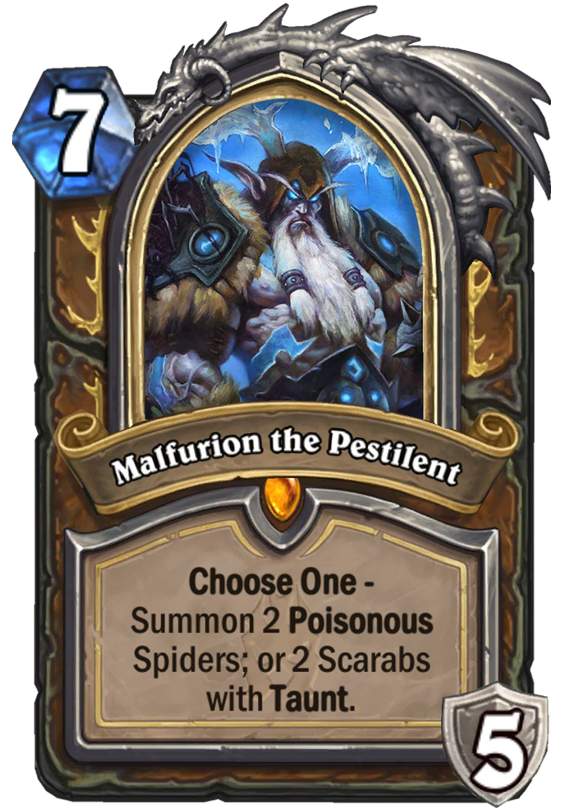 7
Malfurion the Pestilent
Choose One -
Summon 2 Poisonous
Spiders; or 2 Scarabs
with Taunt.
5